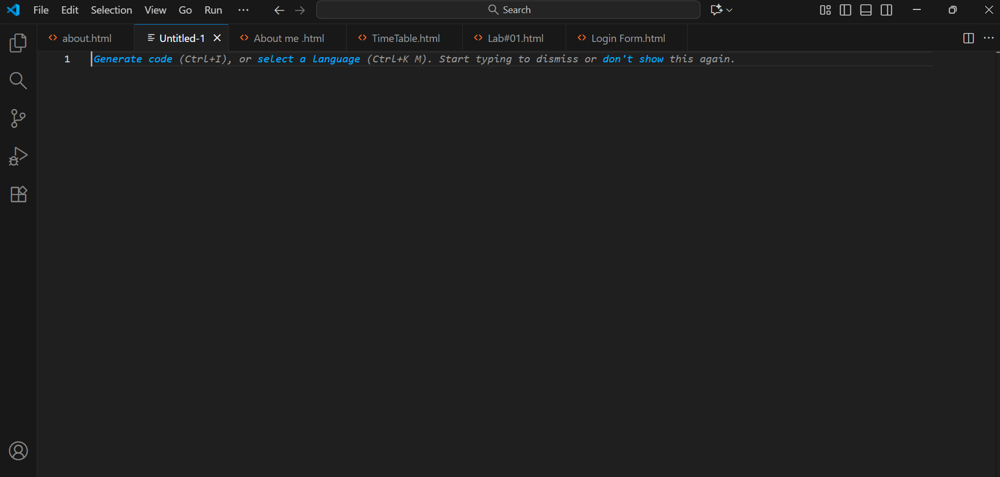 File Edit Selection View Go Run ··· Search
about.html Untitled-1 About me .html TimeTable.html Lab#01.html Login Form.html
1 Generate code (Ctrl+I), or select a language (Ctrl+K M). Start typing to dismiss or don't show this again.